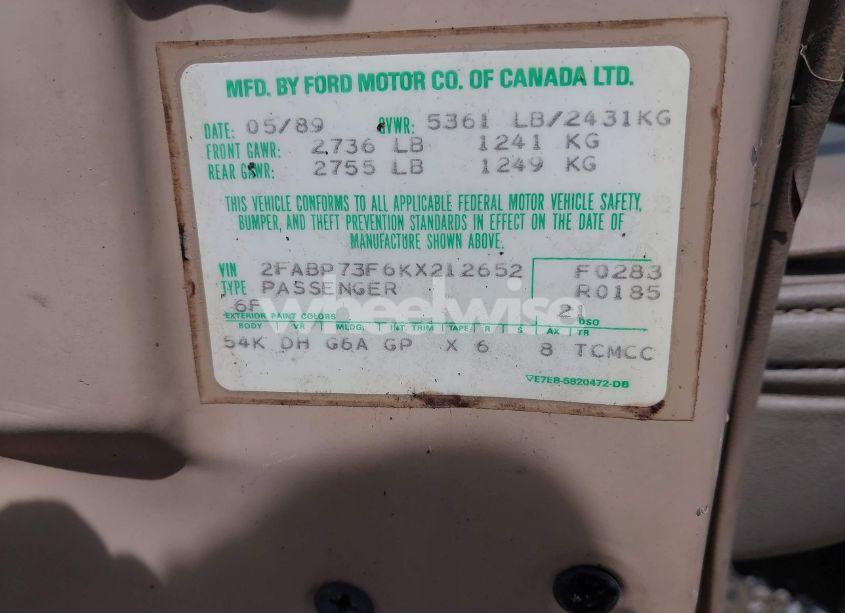 MFD. BY FORD MOTOR CO. OF CANADA LTD.
DATE: 05/89 GVWR: 5361 LB/2431KG
FRONT GAWR: 2736 LB 1241 KG
REAR GAWR: 2755 LB 1249 KG
THIS VEHICLE CONFORMS TO ALL APPLICABLE FEDERAL MOTOR VEHICLE SAFETY,
BUMPER, AND THEFT PREVENTION STANDARDS IN EFFECT ON THE DATE OF
MANUFACTURE SHOWN ABOVE.
VIN 2FABP73F6KX212652 F0283
TYPE PASSENGER R0185
6F 21
EXTERIOR PAINT COLORS DSO
BODY VR MLDG INT. TRIM TAPE R S AX TR
54K DH G6A GP X 6 8 TCMCC
E7EB-5820472-DB
wheelwise